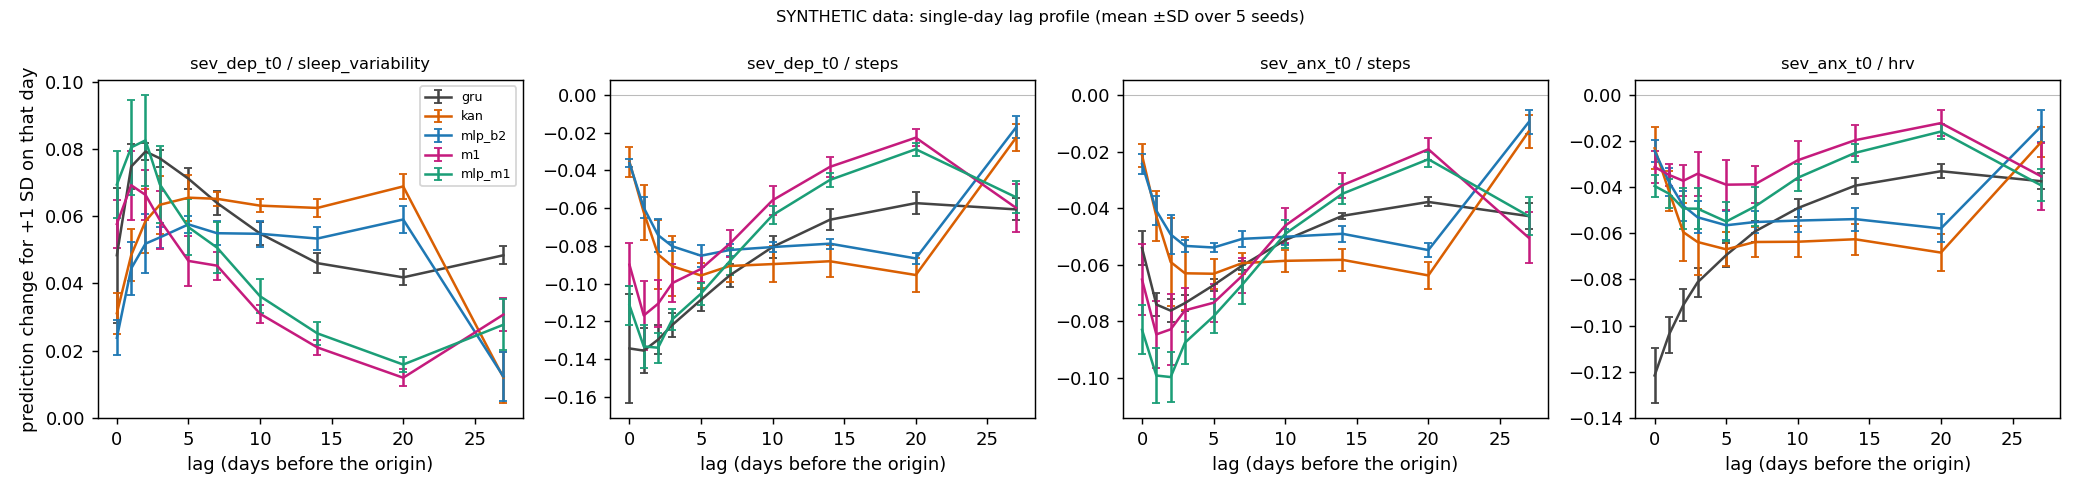 SYNTHETIC data: single-day lag profile (mean ±SD over 5 seeds)
sev_dep_t0 / sleep_variability
sev_dep_t0 / steps
sev_anx_t0 / steps
sev_anx_t0 / hrv
prediction change for +1 SD on that day
0.10
0.08
0.06
0.04
0.02
0.00
gru
kan
mlp_b2
m1
mlp_m1
0 5 10 15 20 25
lag (days before the origin)
0.00
−0.02
−0.04
−0.06
−0.08
−0.10
−0.12
−0.14
−0.16
0 5 10 15 20 25
lag (days before the origin)
0.00
−0.02
−0.04
−0.06
−0.08
−0.10
0 5 10 15 20 25
lag (days before the origin)
0.00
−0.02
−0.04
−0.06
−0.08
−0.10
−0.12
−0.14
0 5 10 15 20 25
lag (days before the origin)